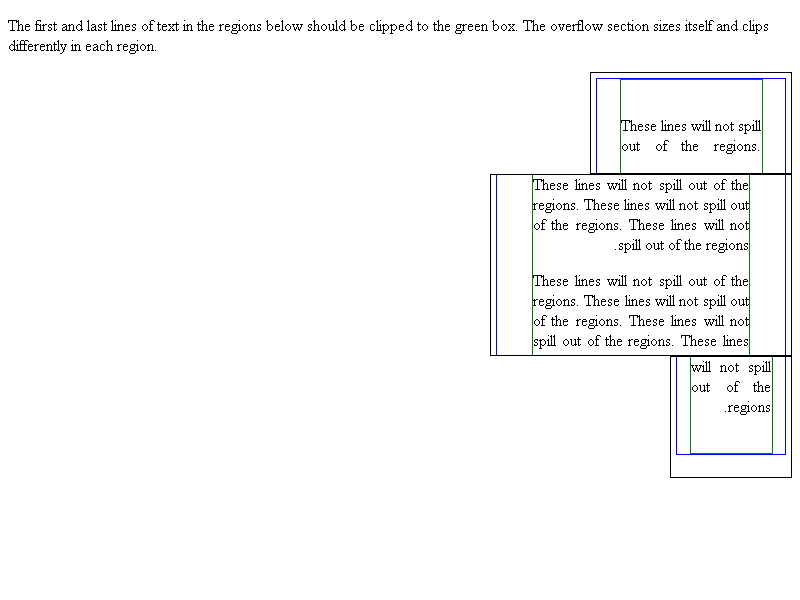 The first and last lines of text in the regions below should be clipped to the green box. The overflow section sizes itself and clips
differently in each region.
These lines will not spill
out of the regions.
These lines will not spill out of the
regions. These lines will not spill out
of the regions. These lines will not
.spill out of the regions
These lines will not spill out of the
regions. These lines will not spill out
of the regions. These lines will not
spill out of the regions. These lines
will not spill
out of the
.regions